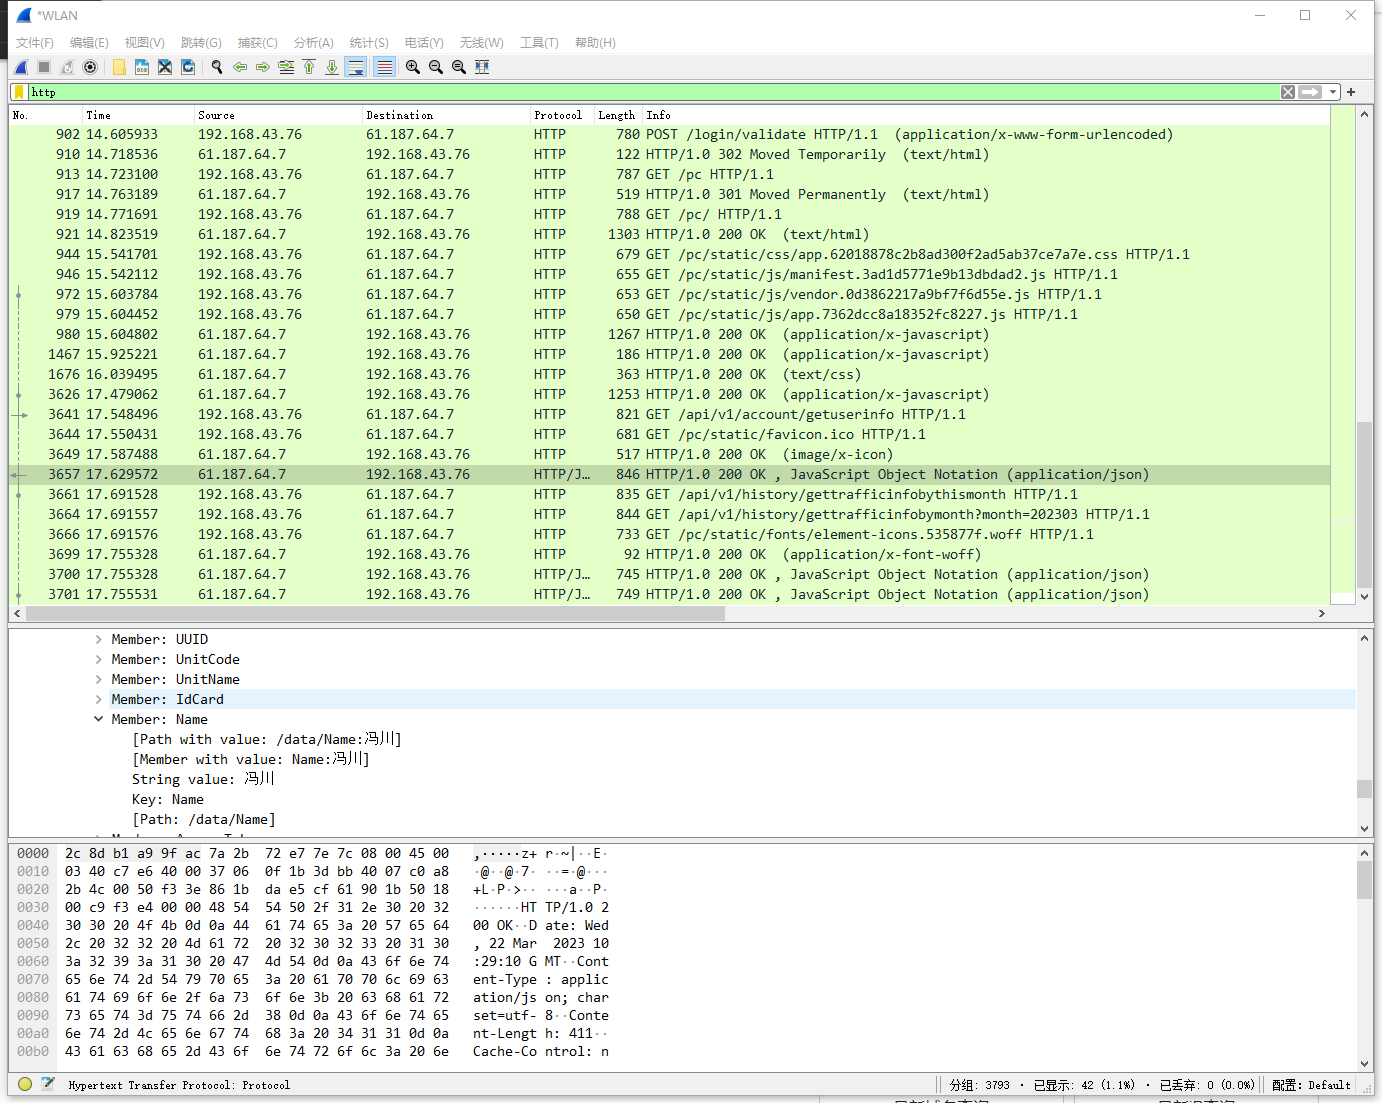 *WLAN
文件(F) 编辑(E) 视图(V) 跳转(G) 捕获(C) 分析(A) 统计(S) 电话(Y) 无线(W) 工具(T) 帮助(H)
http
No. Time Source Destination Protocol Length Info
902 14.605933 192.168.43.76 61.187.64.7 HTTP 780 POST /login/validate HTTP/1.1 (application/x-www-form-urlencoded)
910 14.718536 61.187.64.7 192.168.43.76 HTTP 122 HTTP/1.0 302 Moved Temporarily (text/html)
913 14.723100 192.168.43.76 61.187.64.7 HTTP 787 GET /pc HTTP/1.1
917 14.763189 61.187.64.7 192.168.43.76 HTTP 519 HTTP/1.0 301 Moved Permanently (text/html)
919 14.771691 192.168.43.76 61.187.64.7 HTTP 788 GET /pc/ HTTP/1.1
921 14.823519 61.187.64.7 192.168.43.76 HTTP 1303 HTTP/1.0 200 OK (text/html)
944 15.541701 192.168.43.76 61.187.64.7 HTTP 679 GET /pc/static/css/app.62018878c2b8ad300f2ad5ab37ce7a7e.css HTTP/1.1
946 15.542112 192.168.43.76 61.187.64.7 HTTP 655 GET /pc/static/js/manifest.3ad1d5771e9b13dbdad2.js HTTP/1.1
972 15.603784 192.168.43.76 61.187.64.7 HTTP 653 GET /pc/static/js/vendor.0d3862217a9bf7f6d55e.js HTTP/1.1
979 15.604452 192.168.43.76 61.187.64.7 HTTP 650 GET /pc/static/js/app.7362dcc8a18352fc8227.js HTTP/1.1
980 15.604802 61.187.64.7 192.168.43.76 HTTP 1267 HTTP/1.0 200 OK (application/x-javascript)
1467 15.925221 61.187.64.7 192.168.43.76 HTTP 186 HTTP/1.0 200 OK (application/x-javascript)
1676 16.039495 61.187.64.7 192.168.43.76 HTTP 363 HTTP/1.0 200 OK (text/css)
3626 17.479062 61.187.64.7 192.168.43.76 HTTP 1253 HTTP/1.0 200 OK (application/x-javascript)
3641 17.548496 192.168.43.76 61.187.64.7 HTTP 821 GET /api/v1/account/getuserinfo HTTP/1.1
3644 17.550431 192.168.43.76 61.187.64.7 HTTP 681 GET /pc/static/favicon.ico HTTP/1.1
3649 17.587488 61.187.64.7 192.168.43.76 HTTP 517 HTTP/1.0 200 OK (image/x-icon)
3657 17.629572 61.187.64.7 192.168.43.76 HTTP/J… 846 HTTP/1.0 200 OK , JavaScript Object Notation (application/json)
3661 17.691528 192.168.43.76 61.187.64.7 HTTP 835 GET /api/v1/history/gettrafficinfobythismonth HTTP/1.1
3664 17.691557 192.168.43.76 61.187.64.7 HTTP 844 GET /api/v1/history/gettrafficinfobymonth?month=202303 HTTP/1.1
3666 17.691576 192.168.43.76 61.187.64.7 HTTP 733 GET /pc/static/fonts/element-icons.535877f.woff HTTP/1.1
3699 17.755328 61.187.64.7 192.168.43.76 HTTP 92 HTTP/1.0 200 OK (application/x-font-woff)
3700 17.755328 61.187.64.7 192.168.43.76 HTTP/J… 745 HTTP/1.0 200 OK , JavaScript Object Notation (application/json)
3701 17.755531 61.187.64.7 192.168.43.76 HTTP/J… 749 HTTP/1.0 200 OK , JavaScript Object Notation (application/json)
Member: UUID
Member: UnitCode
Member: UnitName
Member: IdCard
Member: Name
[Path with value: /data/Name:冯川]
[Member with value: Name:冯川]
String value: 冯川
Key: Name
[Path: /data/Name]
0000 2c 8d b1 a9 9f ac 7a 2b 72 e7 7e 7c 08 00 45 00 ,·····z+ r·~|··E·
0010 03 40 c7 e6 40 00 37 06 0f 1b 3d bb 40 07 c0 a8 ·@··@·7· ··=·@···
0020 2b 4c 00 50 f3 3e 86 1b da e5 cf 61 90 1b 50 18 +L·P·>·· ···a··P·
0030 00 c9 f3 e4 00 00 48 54 54 50 2f 31 2e 30 20 32 ······HT TP/1.0 2
0040 30 30 20 4f 4b 0d 0a 44 61 74 65 3a 20 57 65 64 00 OK··D ate: Wed
0050 2c 20 32 32 20 4d 61 72 20 32 30 32 33 20 31 30 , 22 Mar 2023 10
0060 3a 32 39 3a 31 30 20 47 4d 54 0d 0a 43 6f 6e 74 :29:10 G MT··Cont
0070 65 6e 74 2d 54 79 70 65 3a 20 61 70 70 6c 69 63 ent-Type : applic
0080 61 74 69 6f 6e 2f 6a 73 6f 6e 3b 20 63 68 61 72 ation/js on; char
0090 73 65 74 3d 75 74 66 2d 38 0d 0a 43 6f 6e 74 65 set=utf- 8··Conte
00a0 6e 74 2d 4c 65 6e 67 74 68 3a 20 34 31 31 0d 0a nt-Lengt h: 411··
00b0 43 61 63 68 65 2d 43 6f 6e 74 72 6f 6c 3a 20 6e Cache-Co ntrol: n
Hypertext Transfer Protocol: Protocol 分组: 3793 · 已显示: 42 (1.1%) · 已丢弃: 0 (0.0%) 配置: Default